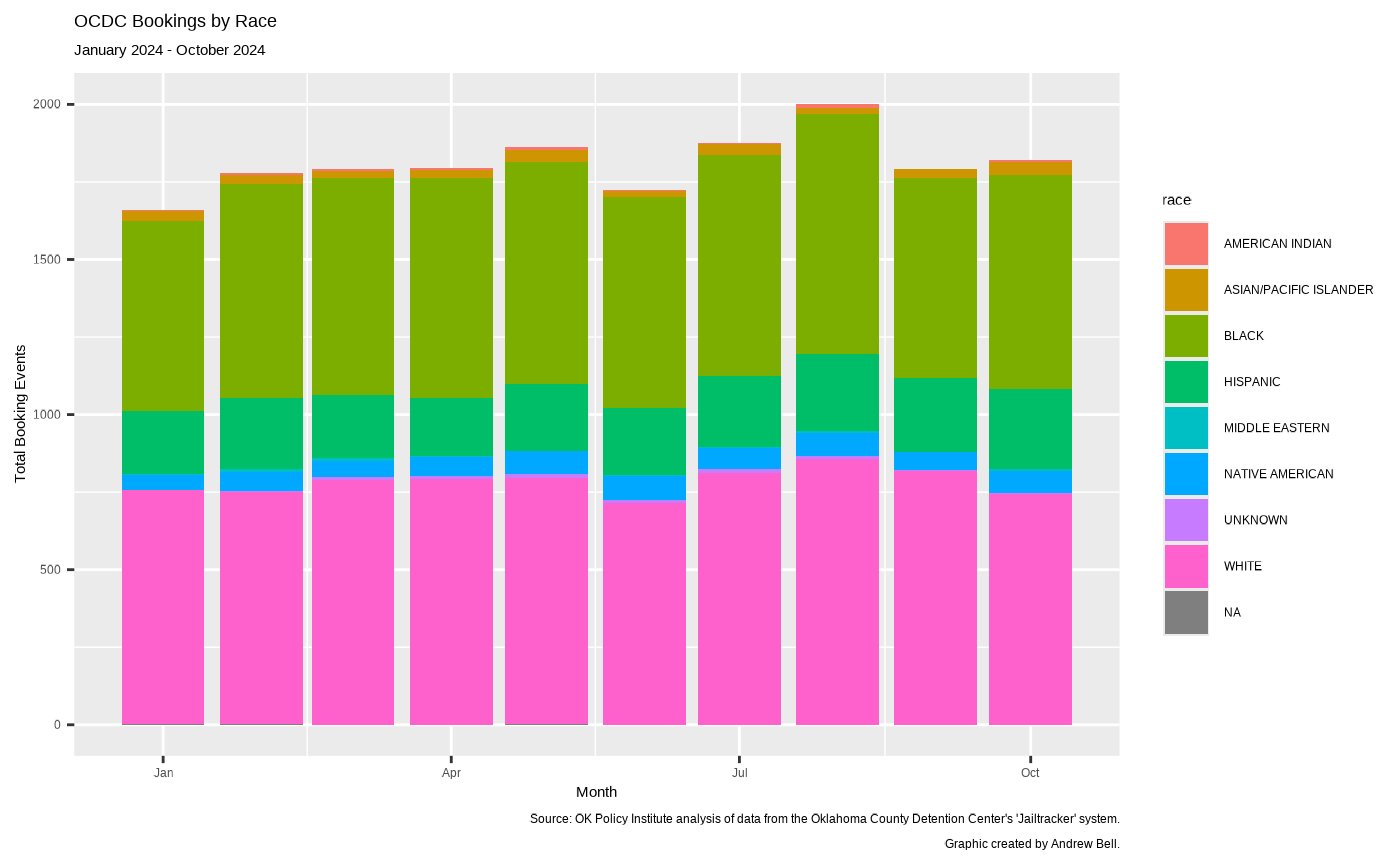 OCDC Bookings by Race
January 2024 - October 2024
Total Booking Events
2000
1500
1000
500
0
Jan
Apr
Jul
Oct
Month
race
AMERICAN INDIAN
ASIAN/PACIFIC ISLANDER
BLACK
HISPANIC
MIDDLE EASTERN
NATIVE AMERICAN
UNKNOWN
WHITE
NA
Source: OK Policy Institute analysis of data from the Oklahoma County Detention Center's 'Jailtracker' system.
Graphic created by Andrew Bell.